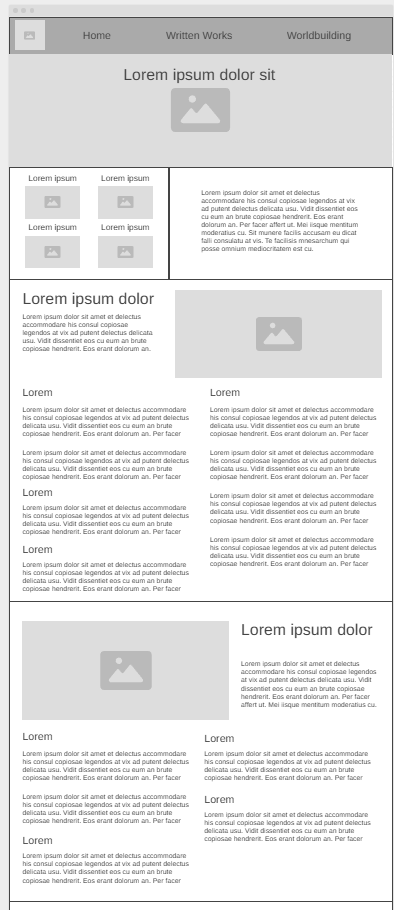 Home Written Works Worldbuilding
Lorem ipsum dolor sit
Lorem ipsum Lorem ipsum
Lorem ipsum Lorem ipsum
Lorem ipsum dolor sit amet et delectus
accommodare his consul copiosae legendos at vix
ad putent delectus delicata usu. Vidit dissentiet eos
cu eum an brute copiosae hendrerit. Eos erant
dolorum an. Per facer affert ut. Mei iisque mentitum
moderatius cu. Sit munere facilis accusam eu dicat
falli consulatu at vis. Te facilisis mnesarchum qui
posse omnium mediocritatem est cu.
Lorem ipsum dolor
Lorem ipsum dolor sit amet et delectus
accommodare his consul copiosae
legendos at vix ad putent delectus delicata
usu. Vidit dissentiet eos cu eum an brute
copiosae hendrerit. Eos erant dolorum an.
Lorem
Lorem ipsum dolor sit amet et delectus accommodare
his consul copiosae legendos at vix ad putent delectus
delicata usu. Vidit dissentiet eos cu eum an brute
copiosae hendrerit. Eos erant dolorum an. Per facer
Lorem ipsum dolor sit amet et delectus accommodare
his consul copiosae legendos at vix ad putent delectus
delicata usu. Vidit dissentiet eos cu eum an brute
copiosae hendrerit. Eos erant dolorum an. Per facer
Lorem
Lorem ipsum dolor sit amet et delectus accommodare
his consul copiosae legendos at vix ad putent delectus
delicata usu. Vidit dissentiet eos cu eum an brute
copiosae hendrerit. Eos erant dolorum an. Per facer
Lorem
Lorem ipsum dolor sit amet et delectus accommodare
his consul copiosae legendos at vix ad putent delectus
delicata usu. Vidit dissentiet eos cu eum an brute
copiosae hendrerit. Eos erant dolorum an. Per facer
Lorem
Lorem ipsum dolor sit amet et delectus accommodare
his consul copiosae legendos at vix ad putent delectus
delicata usu. Vidit dissentiet eos cu eum an brute
copiosae hendrerit. Eos erant dolorum an. Per facer
Lorem ipsum dolor sit amet et delectus accommodare
his consul copiosae legendos at vix ad putent delectus
delicata usu. Vidit dissentiet eos cu eum an brute
copiosae hendrerit. Eos erant dolorum an. Per facer
Lorem ipsum dolor sit amet et delectus accommodare
his consul copiosae legendos at vix ad putent delectus
delicata usu. Vidit dissentiet eos cu eum an brute
copiosae hendrerit. Eos erant dolorum an. Per facer
Lorem ipsum dolor sit amet et delectus accommodare
his consul copiosae legendos at vix ad putent delectus
delicata usu. Vidit dissentiet eos cu eum an brute
copiosae hendrerit. Eos erant dolorum an. Per facer
Lorem ipsum dolor
Lorem ipsum dolor sit amet et delectus
accommodare his consul copiosae legendos
at vix ad putent delectus delicata usu. Vidit
dissentiet eos cu eum an brute copiosae
hendrerit. Eos erant dolorum an. Per facer
affert ut. Mei iisque mentitum moderatius cu.
Lorem
Lorem ipsum dolor sit amet et delectus accommodare
his consul copiosae legendos at vix ad putent delectus
delicata usu. Vidit dissentiet eos cu eum an brute
copiosae hendrerit. Eos erant dolorum an. Per facer
Lorem ipsum dolor sit amet et delectus accommodare
his consul copiosae legendos at vix ad putent delectus
delicata usu. Vidit dissentiet eos cu eum an brute
copiosae hendrerit. Eos erant dolorum an. Per facer
Lorem
Lorem ipsum dolor sit amet et delectus accommodare
his consul copiosae legendos at vix ad putent delectus
delicata usu. Vidit dissentiet eos cu eum an brute
copiosae hendrerit. Eos erant dolorum an. Per facer
Lorem
Lorem ipsum dolor sit amet et delectus accommodare
his consul copiosae legendos at vix ad putent delectus
delicata usu. Vidit dissentiet eos cu eum an brute
copiosae hendrerit. Eos erant dolorum an. Per facer
Lorem
Lorem ipsum dolor sit amet et delectus accommodare
his consul copiosae legendos at vix ad putent delectus
delicata usu. Vidit dissentiet eos cu eum an brute
copiosae hendrerit. Eos erant dolorum an. Per facer